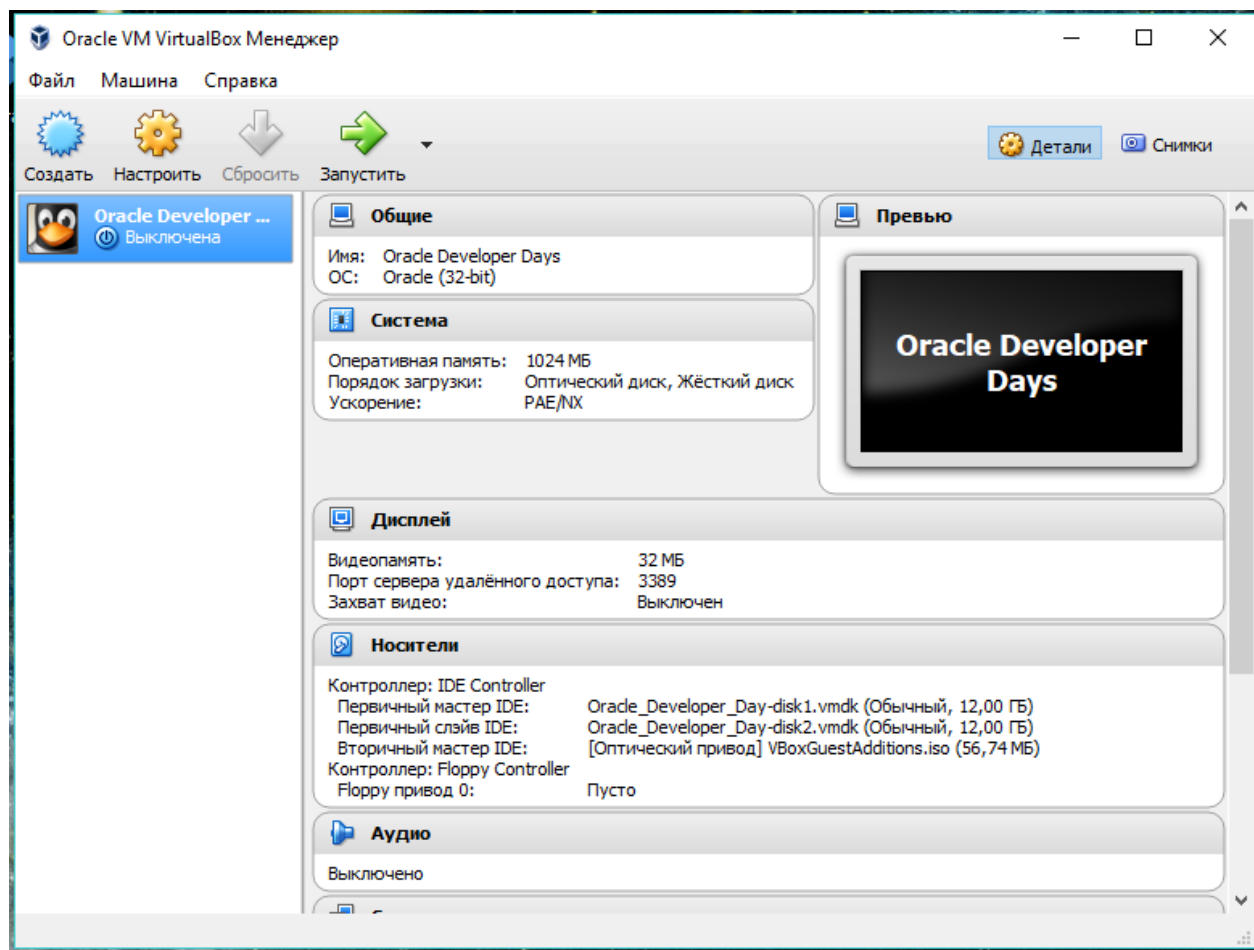 Oracle VM VirtualBox Менеджер
Файл Машина Справка
Создать Настроить Сбросить Запустить
Детали Снимки
Oracle Developer ...
Выключена
Общие
Имя: Oracle Developer Days
ОС: Oracle (32-bit)
Система
Оперативная память: 1024 МБ
Порядок загрузки: Оптический диск, Жёсткий диск
Ускорение: PAE/NX
Превью
Oracle Developer
Days
Дисплей
Видеопамять: 32 МБ
Порт сервера удалённого доступа: 3389
Захват видео: Выключен
Носители
Контроллер: IDE Controller
Первичный мастер IDE: Oracle_Developer_Day-disk1.vmdk (Обычный, 12,00 ГБ)
Первичный слэйв IDE: Oracle_Developer_Day-disk2.vmdk (Обычный, 12,00 ГБ)
Вторичный мастер IDE: [Оптический привод] VBoxGuestAdditions.iso (56,74 МБ)
Контроллер: Floppy Controller
Floppy привод 0: Пусто
Аудио
Выключено